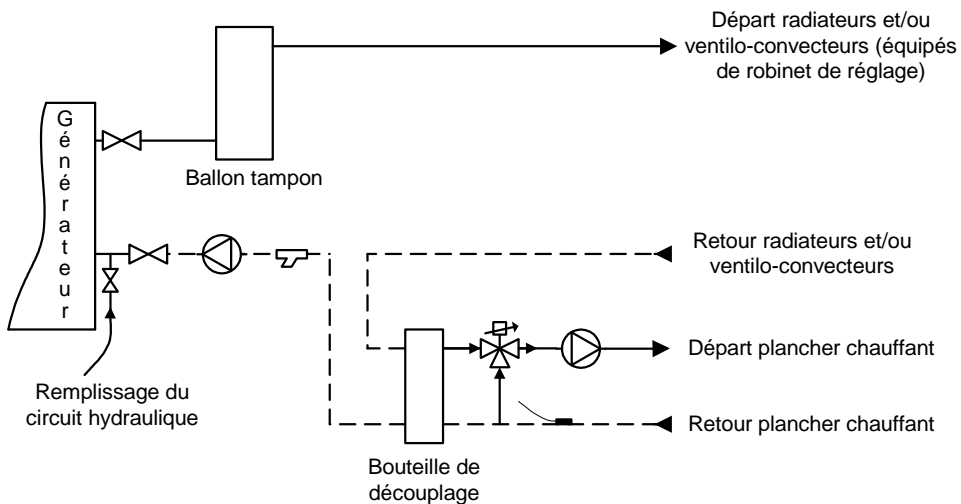 Départ radiateurs et/ou
ventilo-convecteurs (équipés
de robinet de réglage)
Générateur
Ballon tampon
Retour radiateurs et/ou
ventilo-convecteurs
Départ plancher chauffant
Remplissage du
circuit hydraulique
Retour plancher chauffant
Bouteille de
découplage